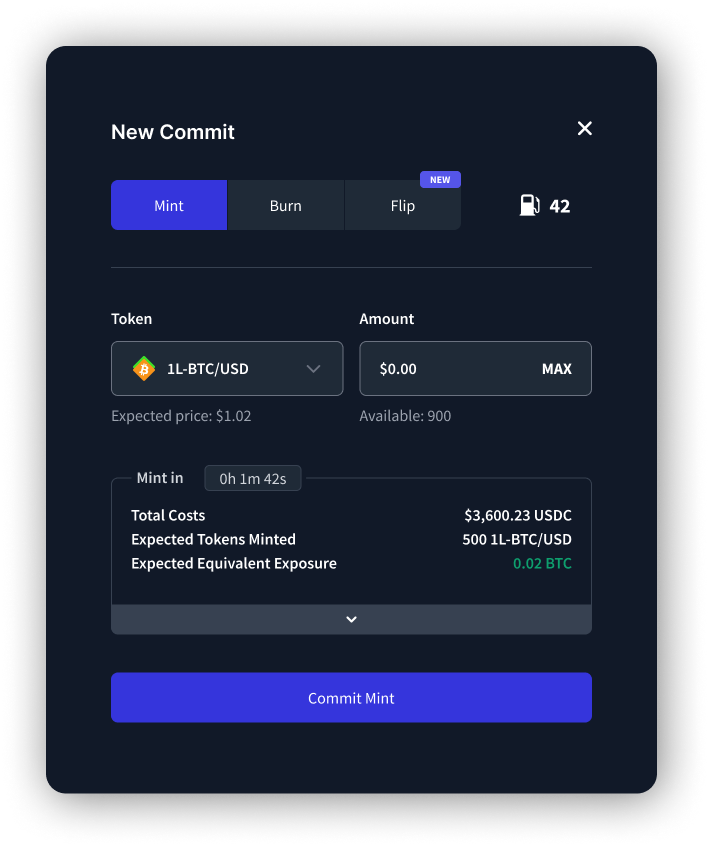 New Commit
NEW
Mint Burn Flip 42
Token Amount
1L-BTC/USD $0.00 MAX
Expected price: $1.02 Available: 900
Mint in 0h 1m 42s
Total Costs $3,600.23 USDC
Expected Tokens Minted 500 1L-BTC/USD
Expected Equivalent Exposure 0.02 BTC
Commit Mint